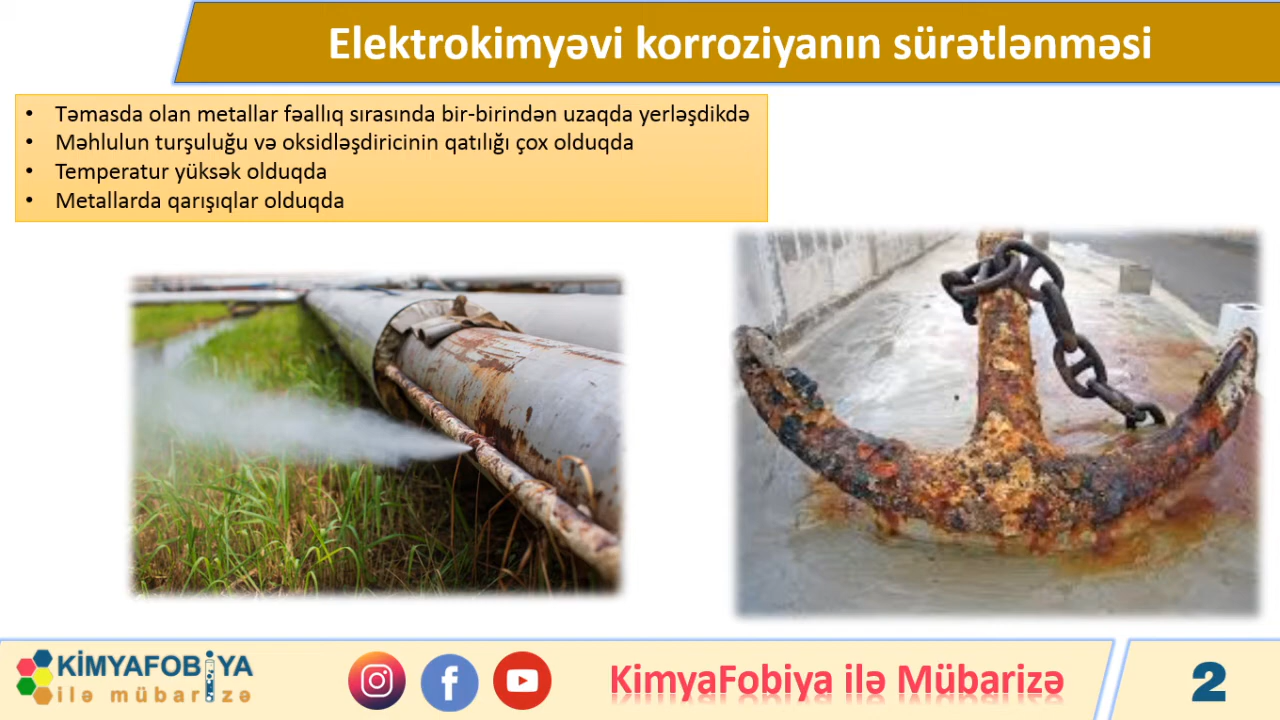 Elektrokimyəvi korroziyanın sürətlənməsi
• Təmasda olan metallar fəallıq sırasında bir-birindən uzaqda yerləşdikdə
• Məhlulun turşuluğu və oksidləşdiricinin qatılığı çox olduqda
• Temperatur yüksək olduqda
• Metallarda qarışıqlar olduqda
KİMYAFOBİYA
ilə mübarizə
KimyaFobiya ilə Mübarizə
2